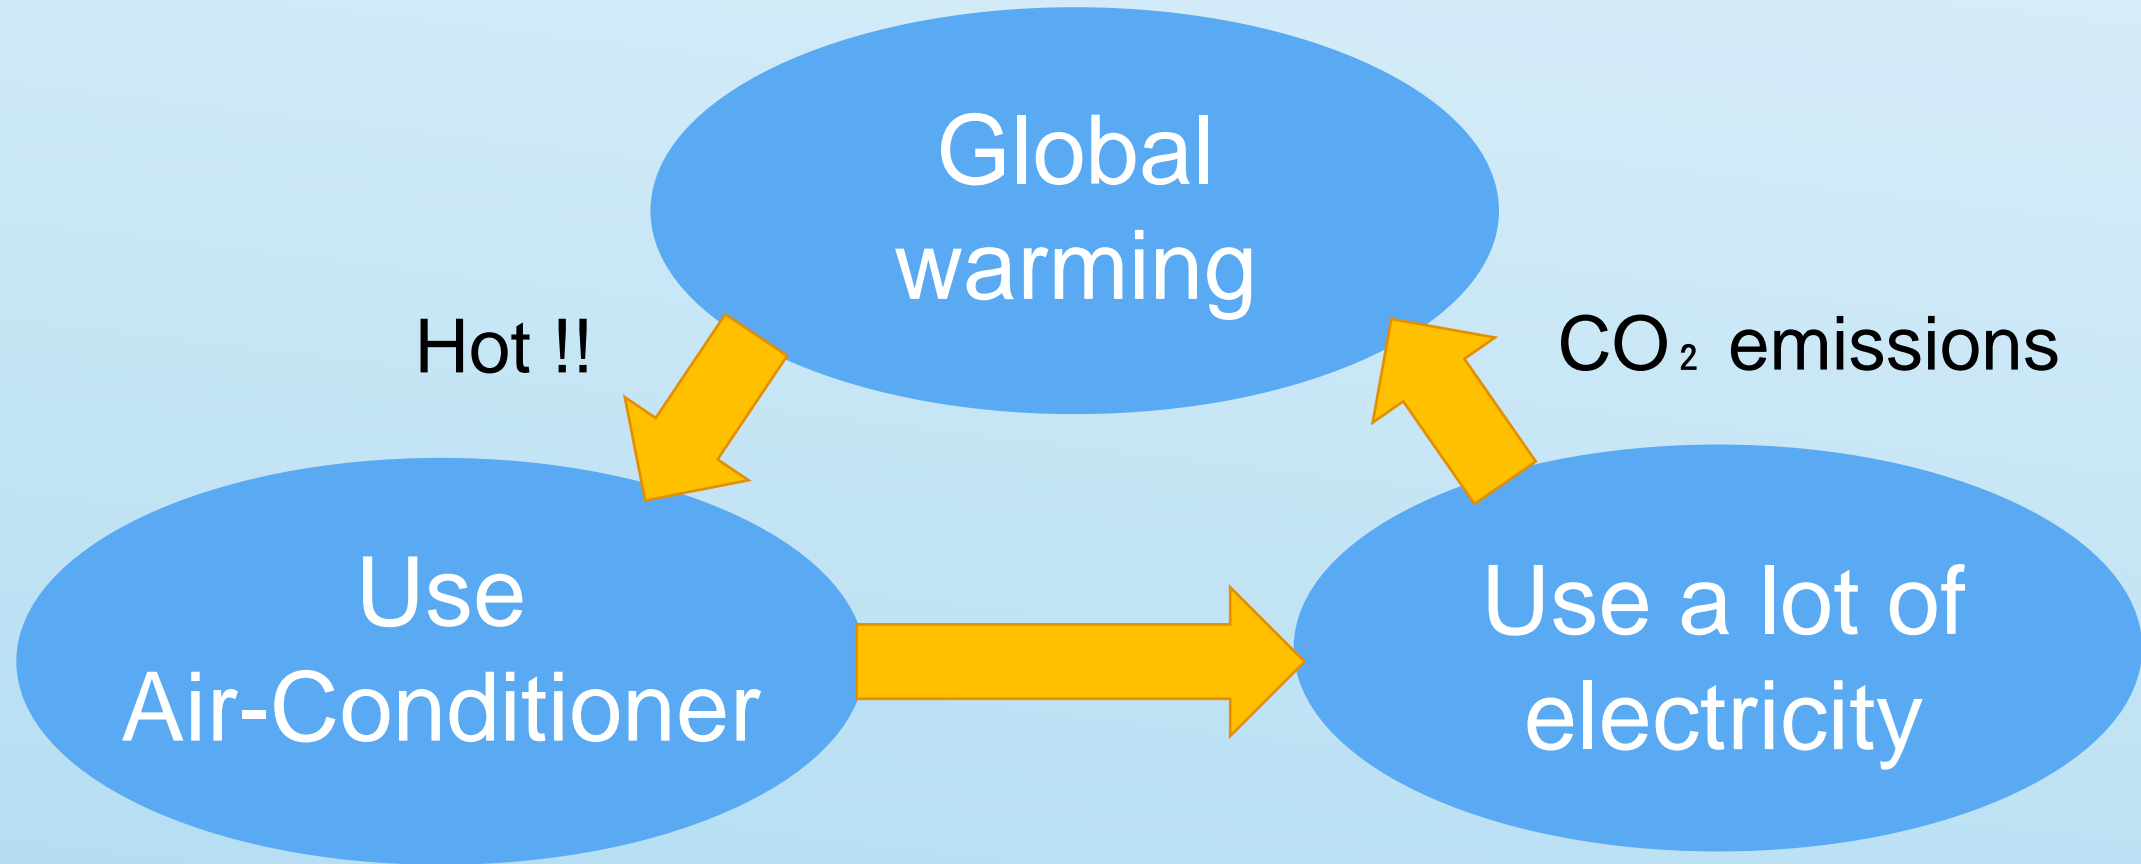 Global
warming
Hot !!
CO₂ emissions
Use
Air-Conditioner
Use a lot of
electricity